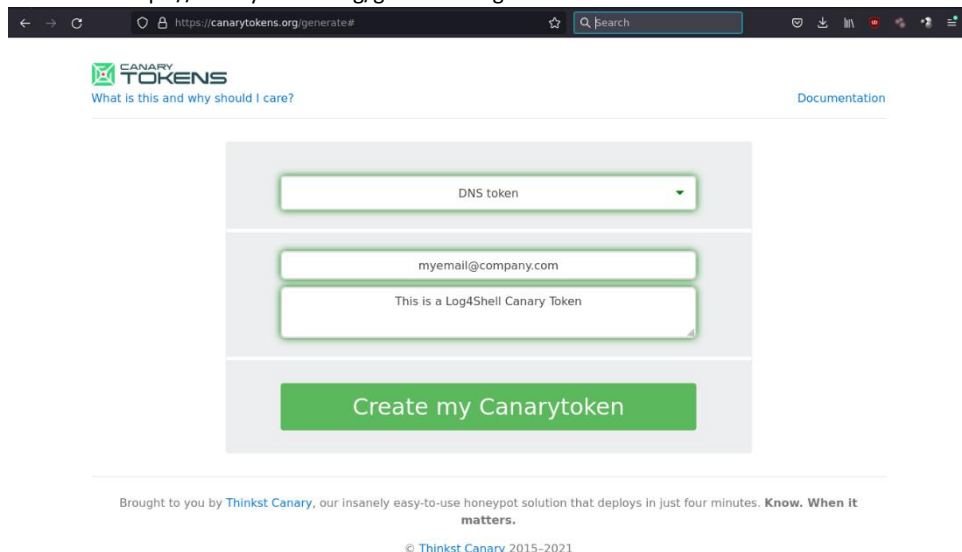 https://canarytokens.org/generate#
Search
CANARY
TOKENS
What is this and why should I care?
Documentation
DNS token
myemail@company.com
This is a Log4Shell Canary Token
Create my Canarytoken
Brought to you by Thinkst Canary, our insanely easy-to-use honeypot solution that deploys in just four minutes. Know. When it
matters.
© Thinkst Canary 2015–2021